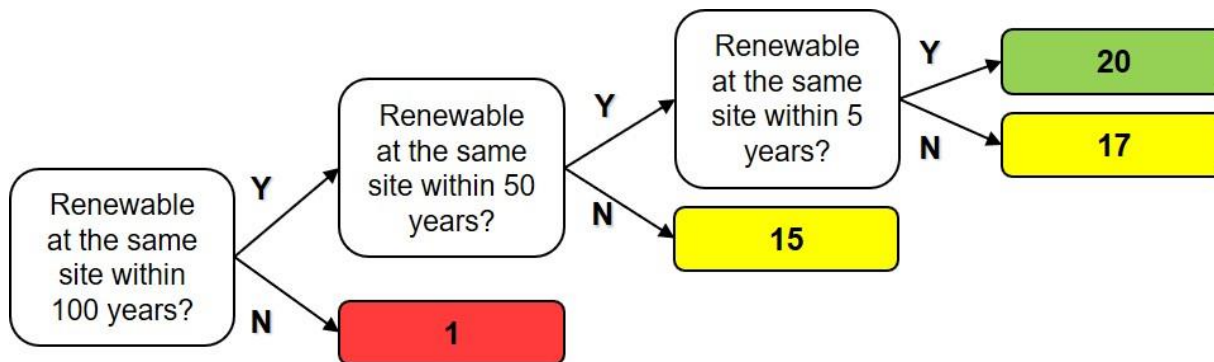 Renewable
at the same
site within
100 years?
Y
N
Renewable
at the same
site within 50
years?
1
Y
N
Renewable
at the same
site within 5
years?
15
Y
N
20
17